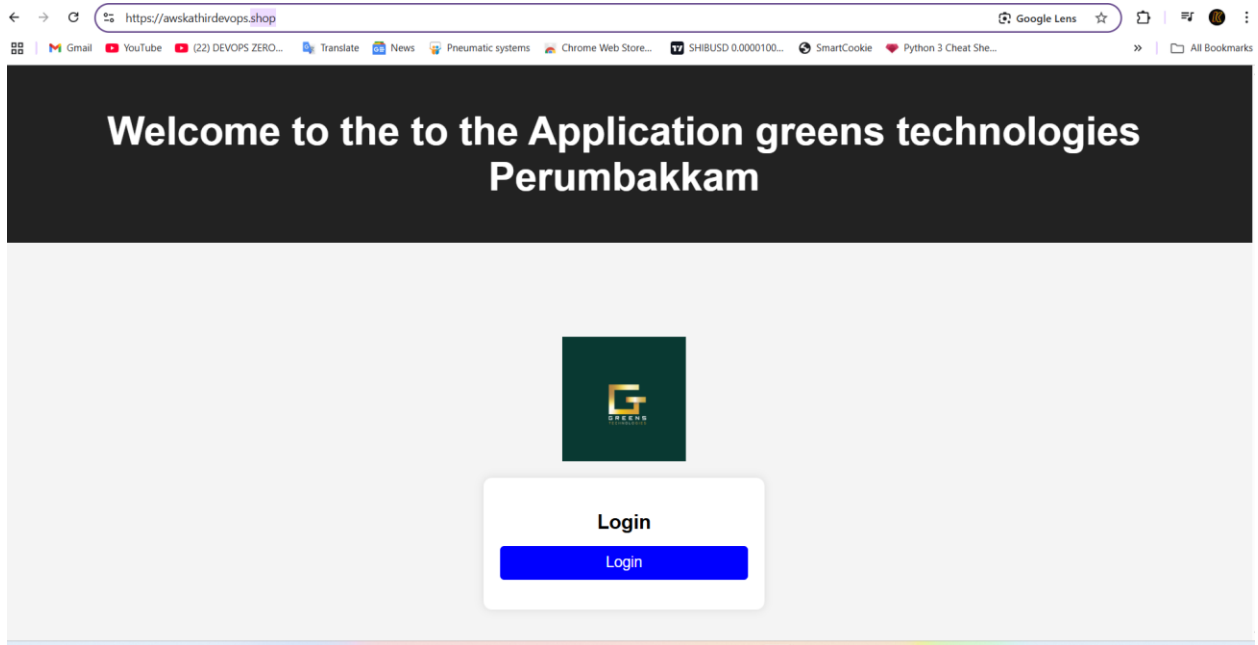 https://awskathirdevops.shop
Google Lens
Gmail YouTube (22) DEVOPS ZERO... Translate News Pneumatic systems Chrome Web Store... SHIBUSD 0.0000100... SmartCookie Python 3 Cheat She... » All Bookmarks
Welcome to the to the Application greens technologies
Perumbakkam
GREENS
TECHNOLOGIES
Login
Login